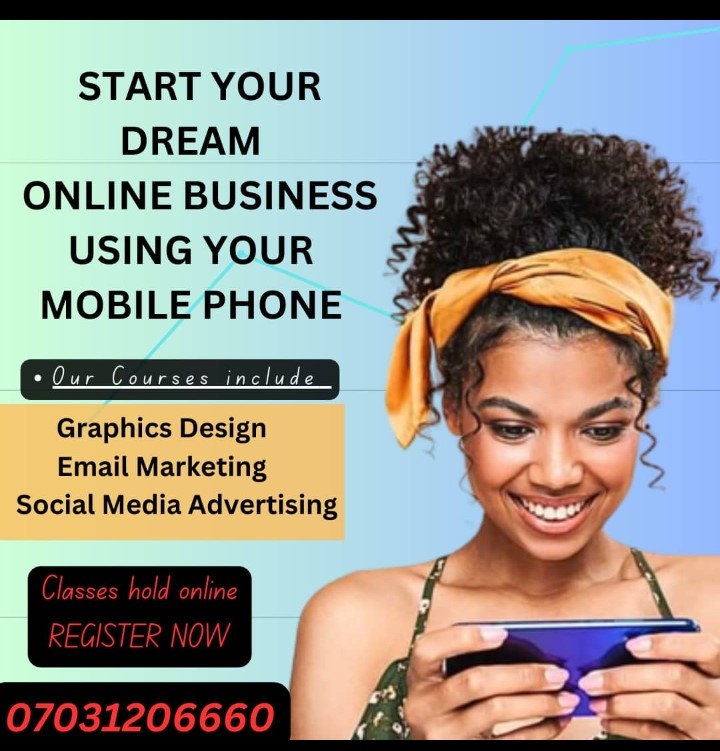 START YOUR
DREAM
ONLINE BUSINESS
USING YOUR
MOBILE PHONE
• Our Courses include
Graphics Design
Email Marketing
Social Media Advertising
Classes hold online
REGISTER NOW
07031206660